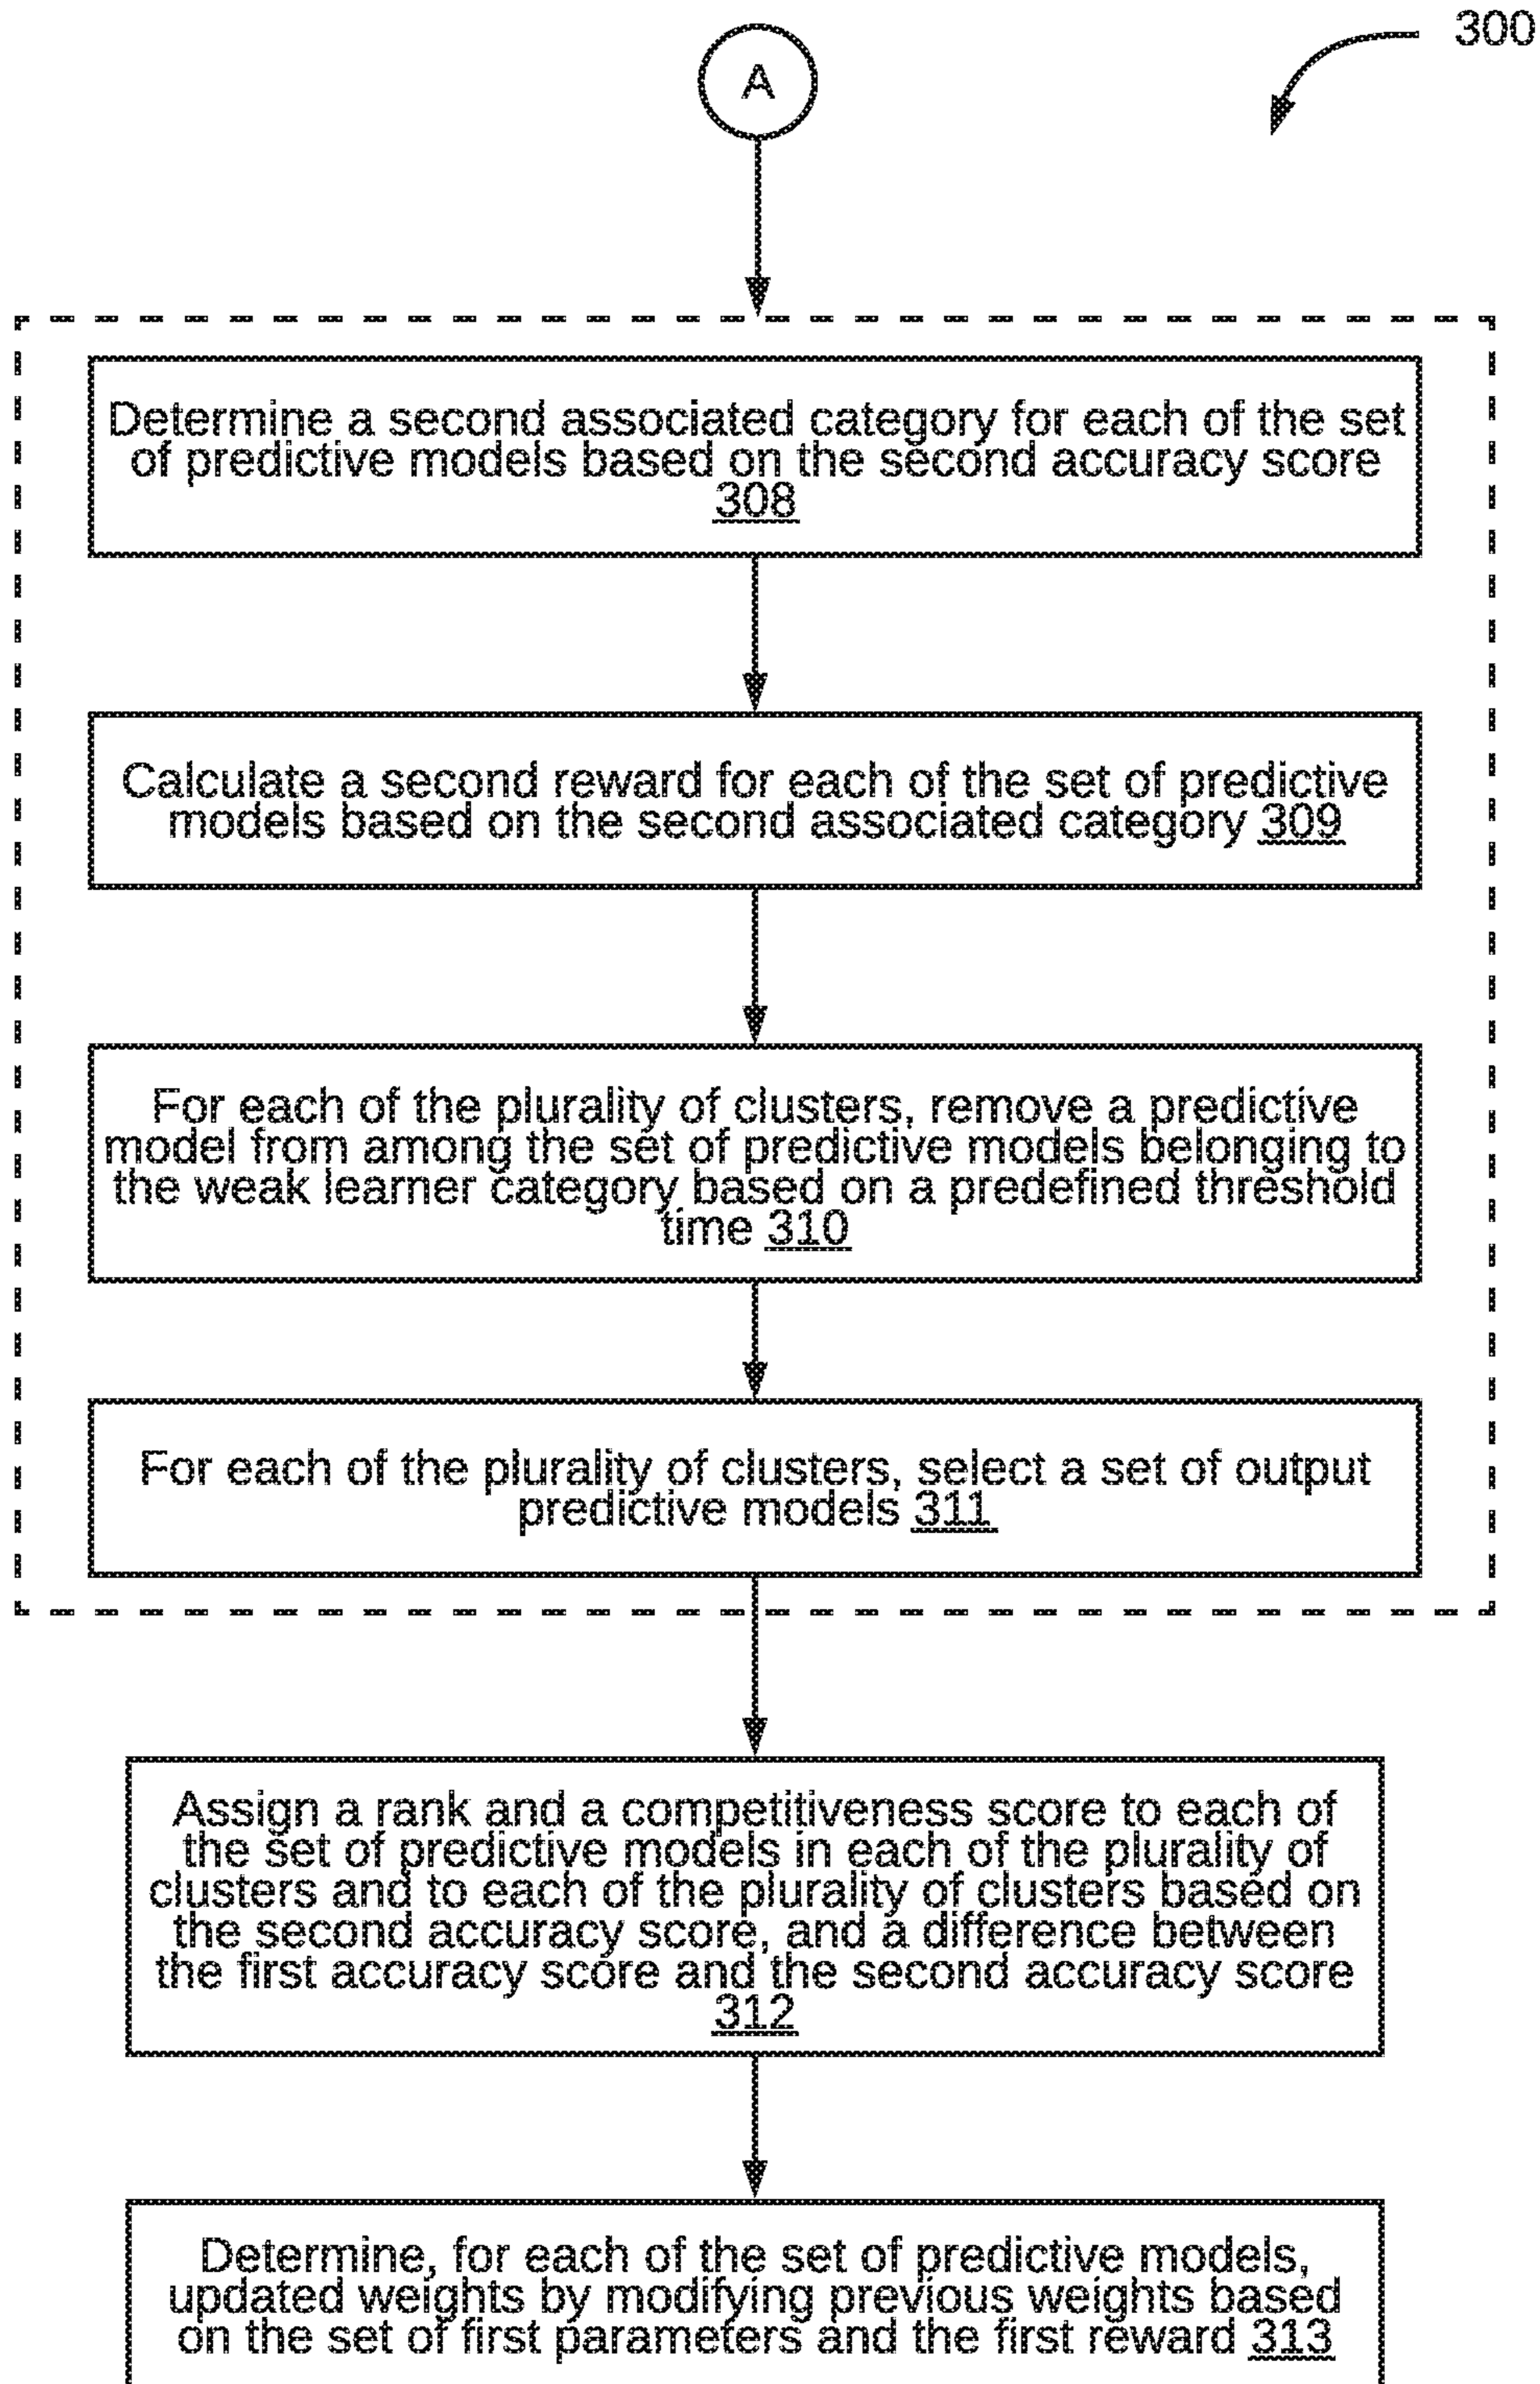 300
A
Determine a second associated category for each of the set
of predictive models based on the second accuracy score
308
Calculate a second reward for each of the set of predictive
models based on the second associated category 309
For each of the plurality of clusters, remove a predictive
model from among the set of predictive models belonging to
the weak learner category based on a predefined threshold
time 310
For each of the plurality of clusters, select a set of output
predictive models 311
Assign a rank and a competitiveness score to each of
the set of predictive models in each of the plurality of
clusters and to each of the plurality of clusters based on
the second accuracy score, and a difference between
the first accuracy score and the second accuracy score
312
Determine, for each of the set of predictive models,
updated weights by modifying previous weights based
on the set of first parameters and the first reward 313